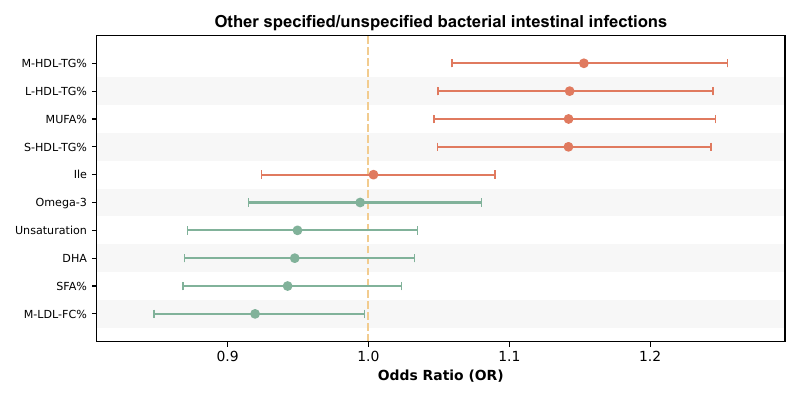 Other specified/unspecified bacterial intestinal infections
M-HDL-TG%
L-HDL-TG%
MUFA%
S-HDL-TG%
Ile
Omega-3
Unsaturation
DHA
SFA%
M-LDL-FC%
0.9 1.0 1.1 1.2
Odds Ratio (OR)